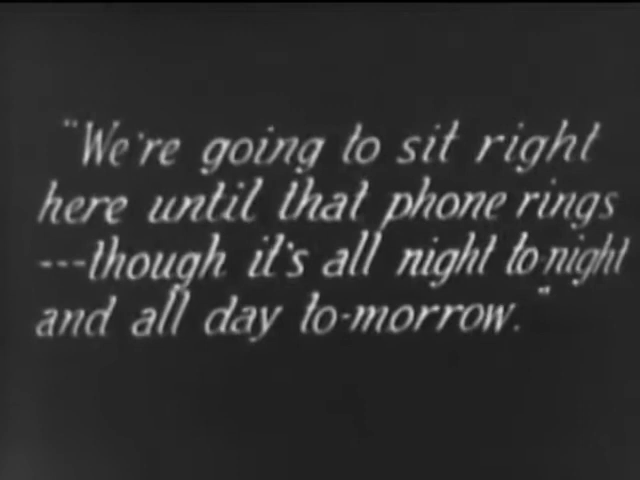 "We're going to sit right
here until that phone rings
---though it's all night to-night
and all day to-morrow."